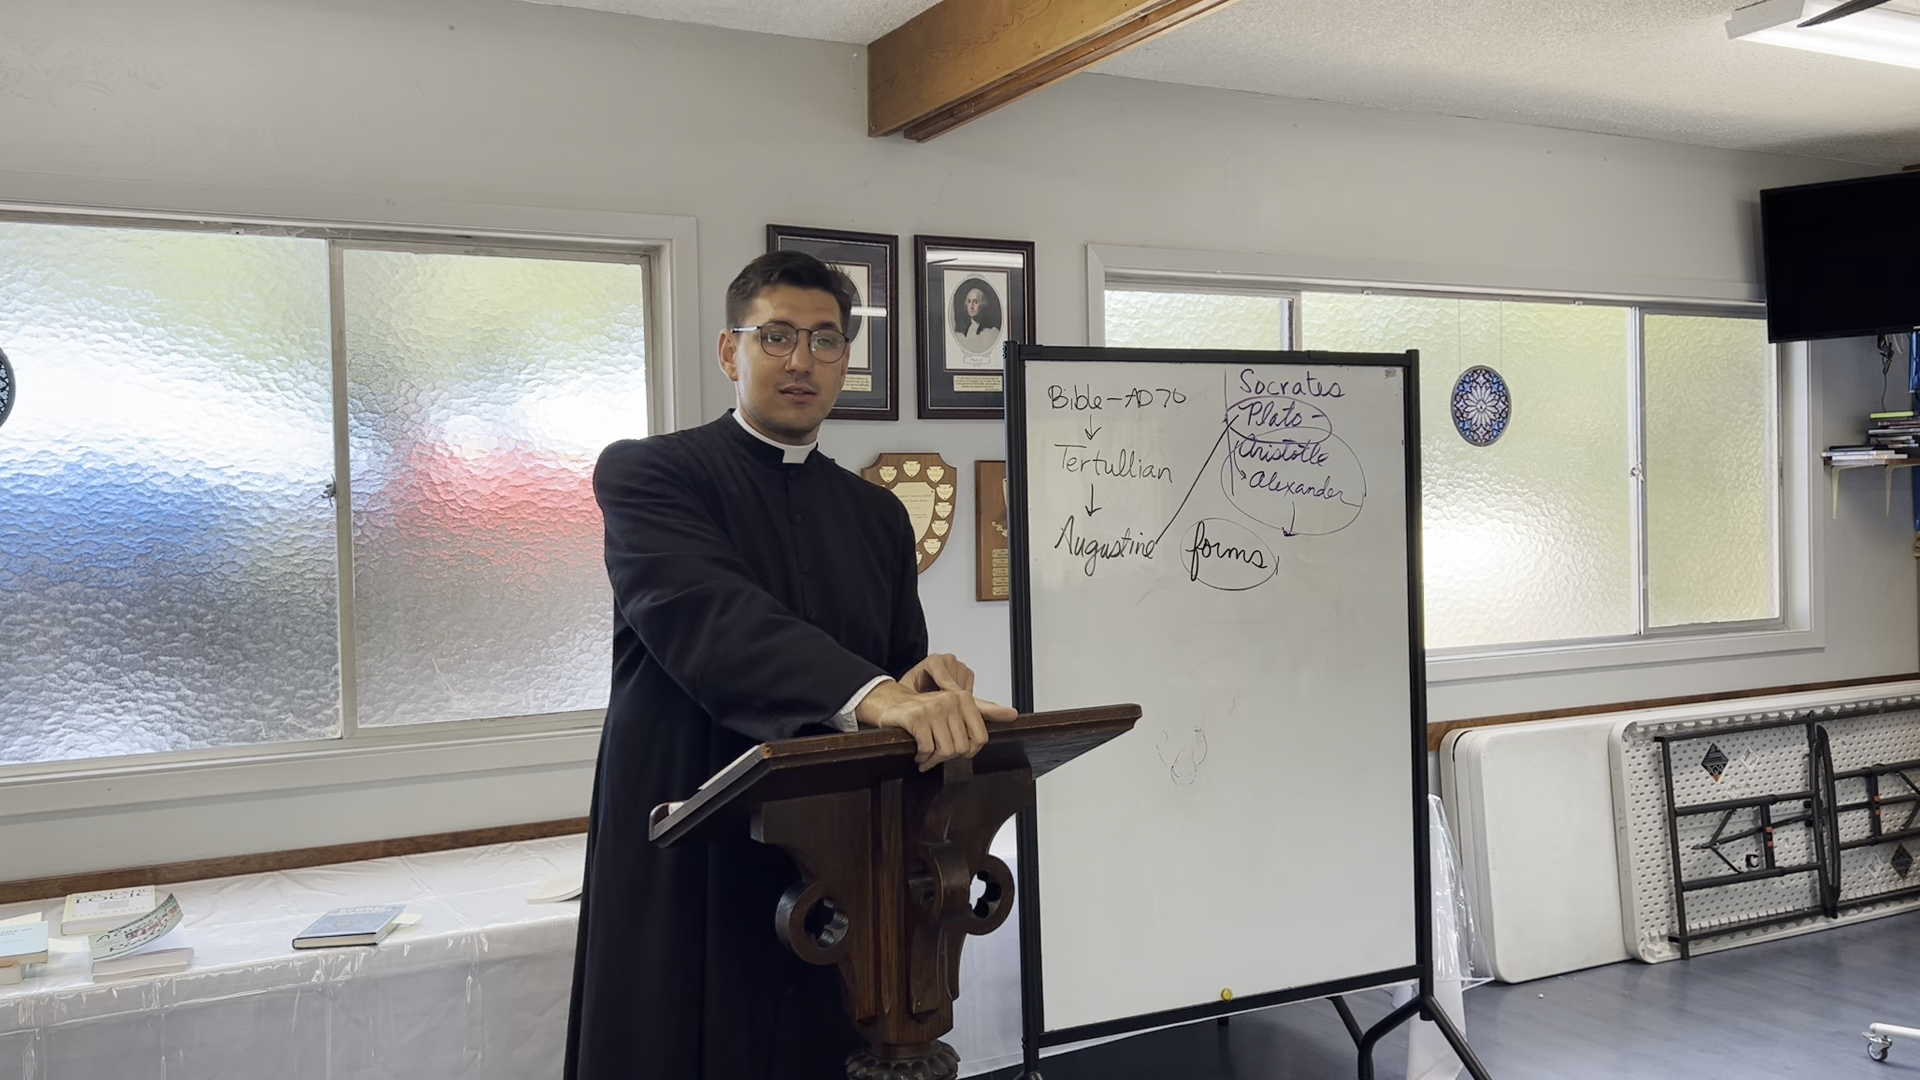 Bible - AD 70
Tertullian
Augustine
Socrates
Plato -
Aristotle
Alexander
forms